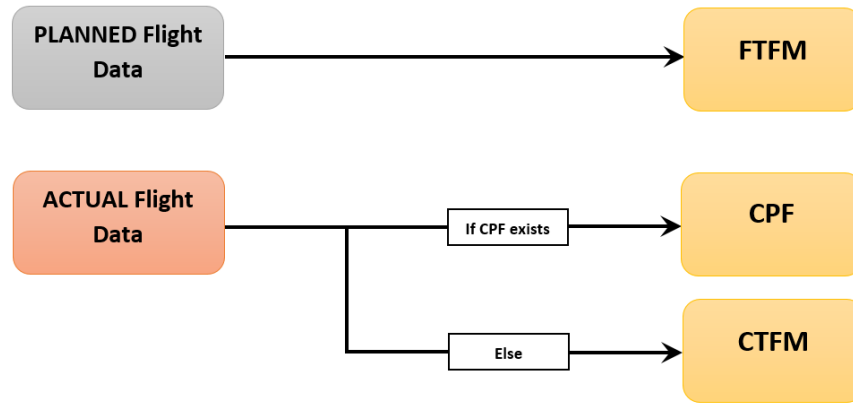 PLANNED Flight
Data
FTFM
ACTUAL Flight
Data
If CPF exists
CPF
Else
CTFM